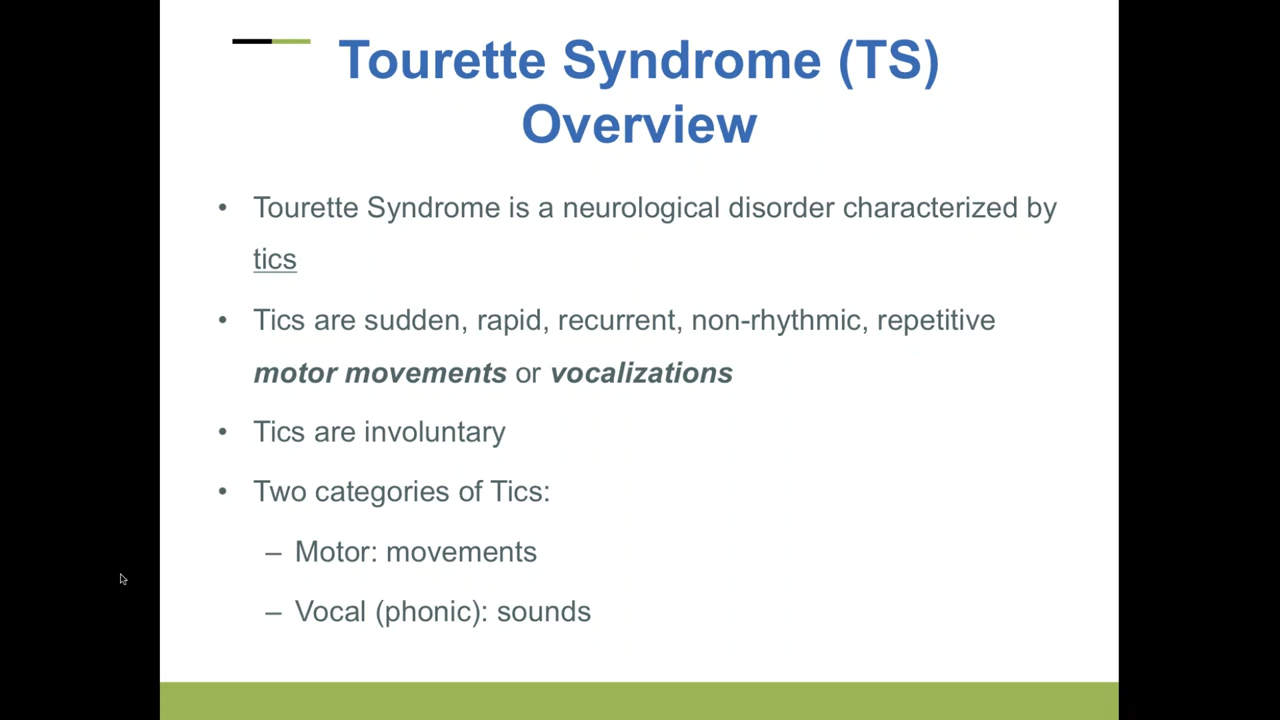 Tourette Syndrome (TS)
Overview
• Tourette Syndrome is a neurological disorder characterized by
tics
• Tics are sudden, rapid, recurrent, non-rhythmic, repetitive
motor movements or vocalizations
• Tics are involuntary
• Two categories of Tics:
– Motor: movements
– Vocal (phonic): sounds